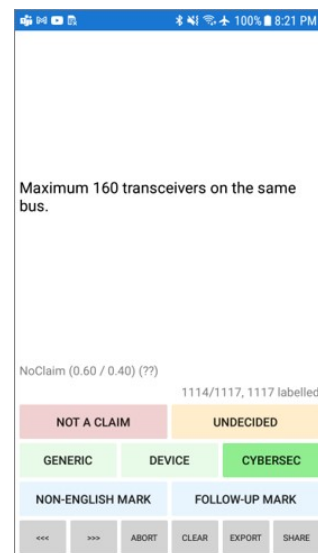 100% 8:21 PM
Maximum 160 transceivers on the same
bus.
NoClaim (0.60 / 0.40) (??)
1114/1117, 1117 labelled
NOT A CLAIM UNDECIDED
GENERIC DEVICE CYBERSEC
NON-ENGLISH MARK FOLLOW-UP MARK
<<< >>> ABORT CLEAR EXPORT SHARE